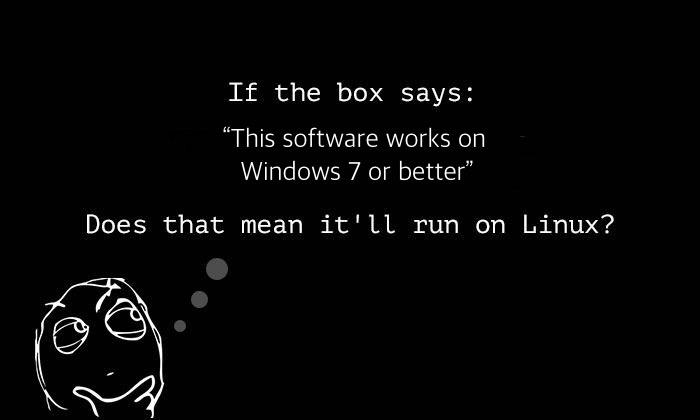 If the box says:
“This software works on
Windows 7 or better”
Does that mean it'll run on Linux?